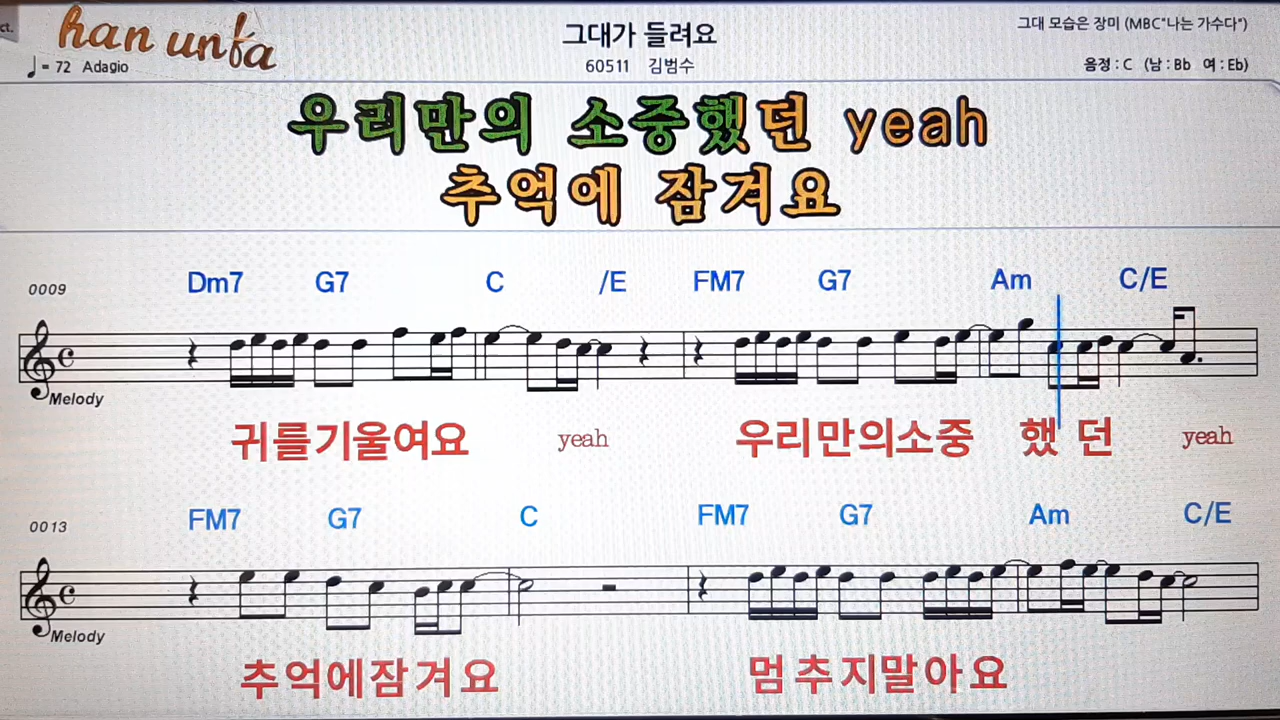 ct.
han unfa
그대가 들려요
그대 모습은 장미 (MBC"나는 가수다")
♩= 72 Adagio
60511 김범수
음정 : C (남 : Bb 여 : Eb)
우리만의 소중했던 yeah
추억에 잠겨요
0009 Dm7 G7 C /E FM7 G7 Am C/E
Melody
귀를기울여요 yeah 우리만의소중 했 던 yeah
0013 FM7 G7 C FM7 G7 Am C/E
Melody
추억에잠겨요 멈추지말아요